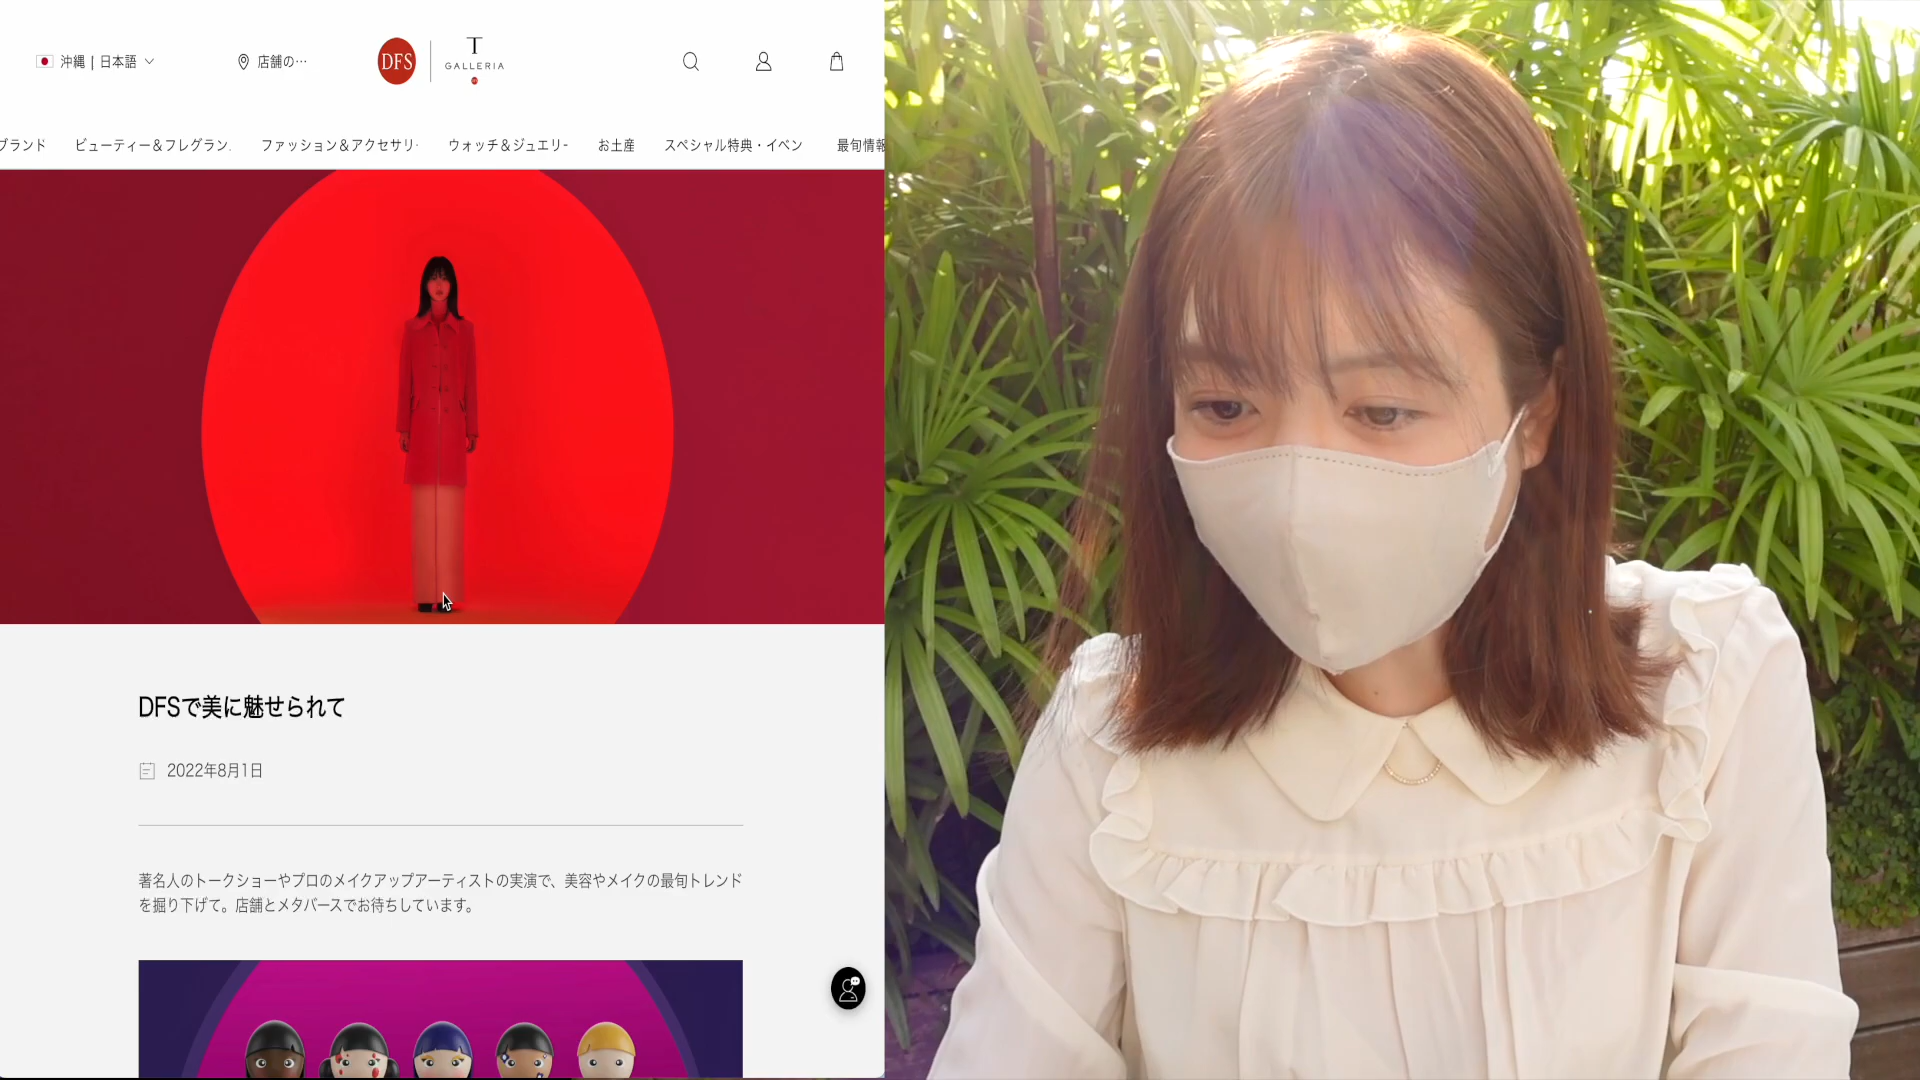 沖縄 | 日本語
店舗の…
DFS
T
GALLERIA
ブランド
ビューティー&フレグラン
ファッション&アクセサリ
ウォッチ&ジュエリ-
お土産
スペシャル特典・イベン
最旬情報
DFSで美に魅せられて
2022年8月1日
著名人のトークショーやプロのメイクアップアーティストの実演で、美容やメイクの最旬トレンド
を掘り下げて。店舗とメタバースでお待ちしています。